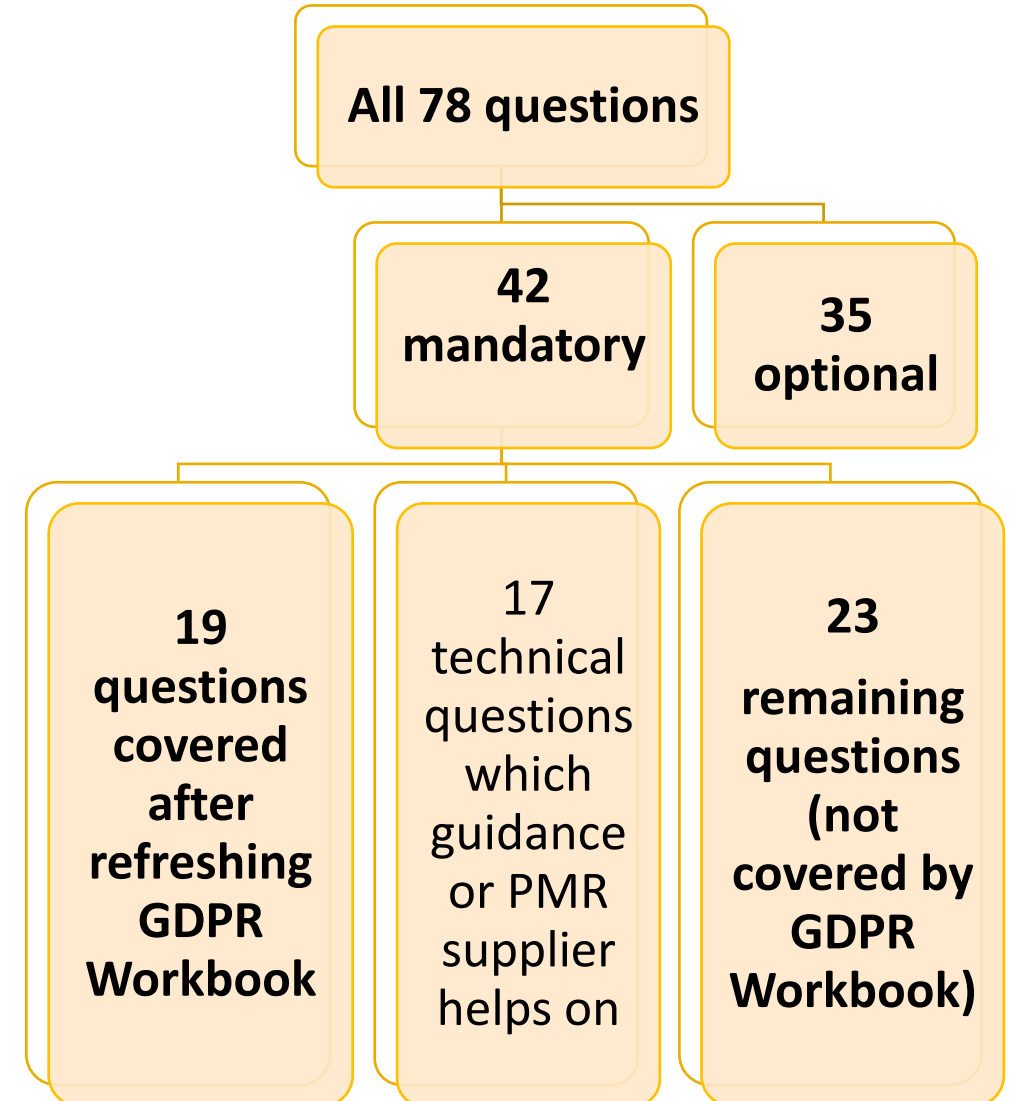 All 78 questions
42
mandatory
35
optional
19
questions
covered
after
refreshing
GDPR
Workbook
17
technical
questions
which
guidance
or PMR
supplier
helps on
23
remaining
questions
(not
covered by
GDPR
Workbook)